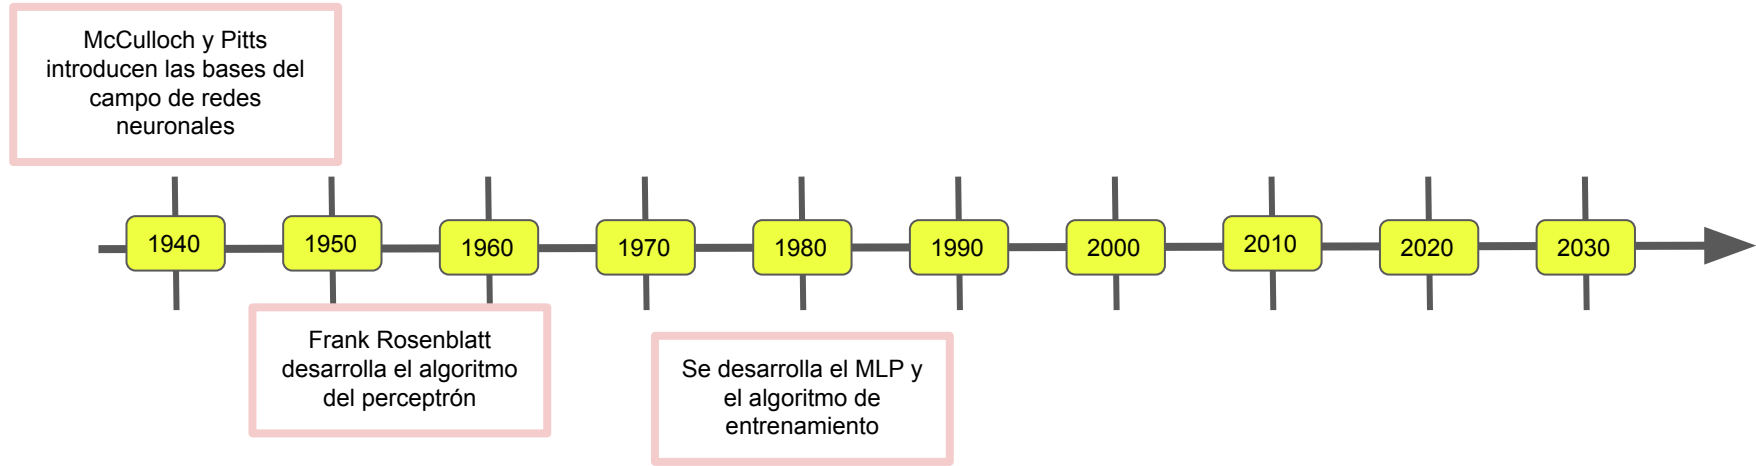 McCulloch y Pitts
introducen las bases del
campo de redes
neuronales
1940
1950
1960
1970
1980
1990
2000
2010
2020
2030
Frank Rosenblatt
desarrolla el algoritmo
del perceptrón
Se desarrolla el MLP y
el algoritmo de
entrenamiento